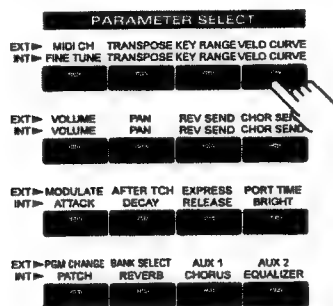 PARAMETER SELECT
EXT► MIDI CH TRANSPOSE KEY RANGE VELO CURVE
INT► FINE TUNE TRANSPOSE KEY RANGE VELO CURVE
EXT► VOLUME PAN REV SEND CHOR SEND
INT► VOLUME PAN REV SEND CHOR SEND
EXT► MODULATE AFTER TCH EXPRESS PORT TIME
INT► ATTACK DECAY RELEASE BRIGHT
EXT► PGM CHANGE BANK SELECT AUX 1 AUX 2
INT► PATCH REVERB CHORUS EQUALIZER